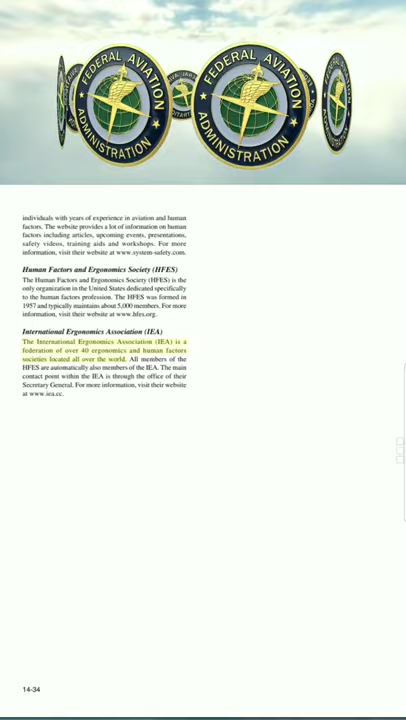 FEDERAL AVIATION
ADMINISTRATION
FEDERAL AVIATION
ADMINISTRATION
individuals with years of experience in aviation and human
factors. The website provides a lot of information on human
factors including articles, upcoming events, presentations,
safety videos, training aids and workshops. For more
information, visit their website at www.system-safety.com.
Human Factors and Ergonomics Society (HFES)
The Human Factors and Ergonomics Society (HFES) is the
only organization in the United States dedicated specifically
to the human factors profession. The HFES was formed in
1957 and typically maintains about 5,000 members. For more
information, visit their website at www.hfes.org.
International Ergonomics Association (IEA)
The International Ergonomics Association (IEA) is a
federation of over 40 ergonomics and human factors
societies located all over the world. All members of the
HFES are automatically also members of the IEA. The main
contact point within the IEA is through the office of their
Secretary General. For more information, visit their website
at www.iea.cc.
14-34